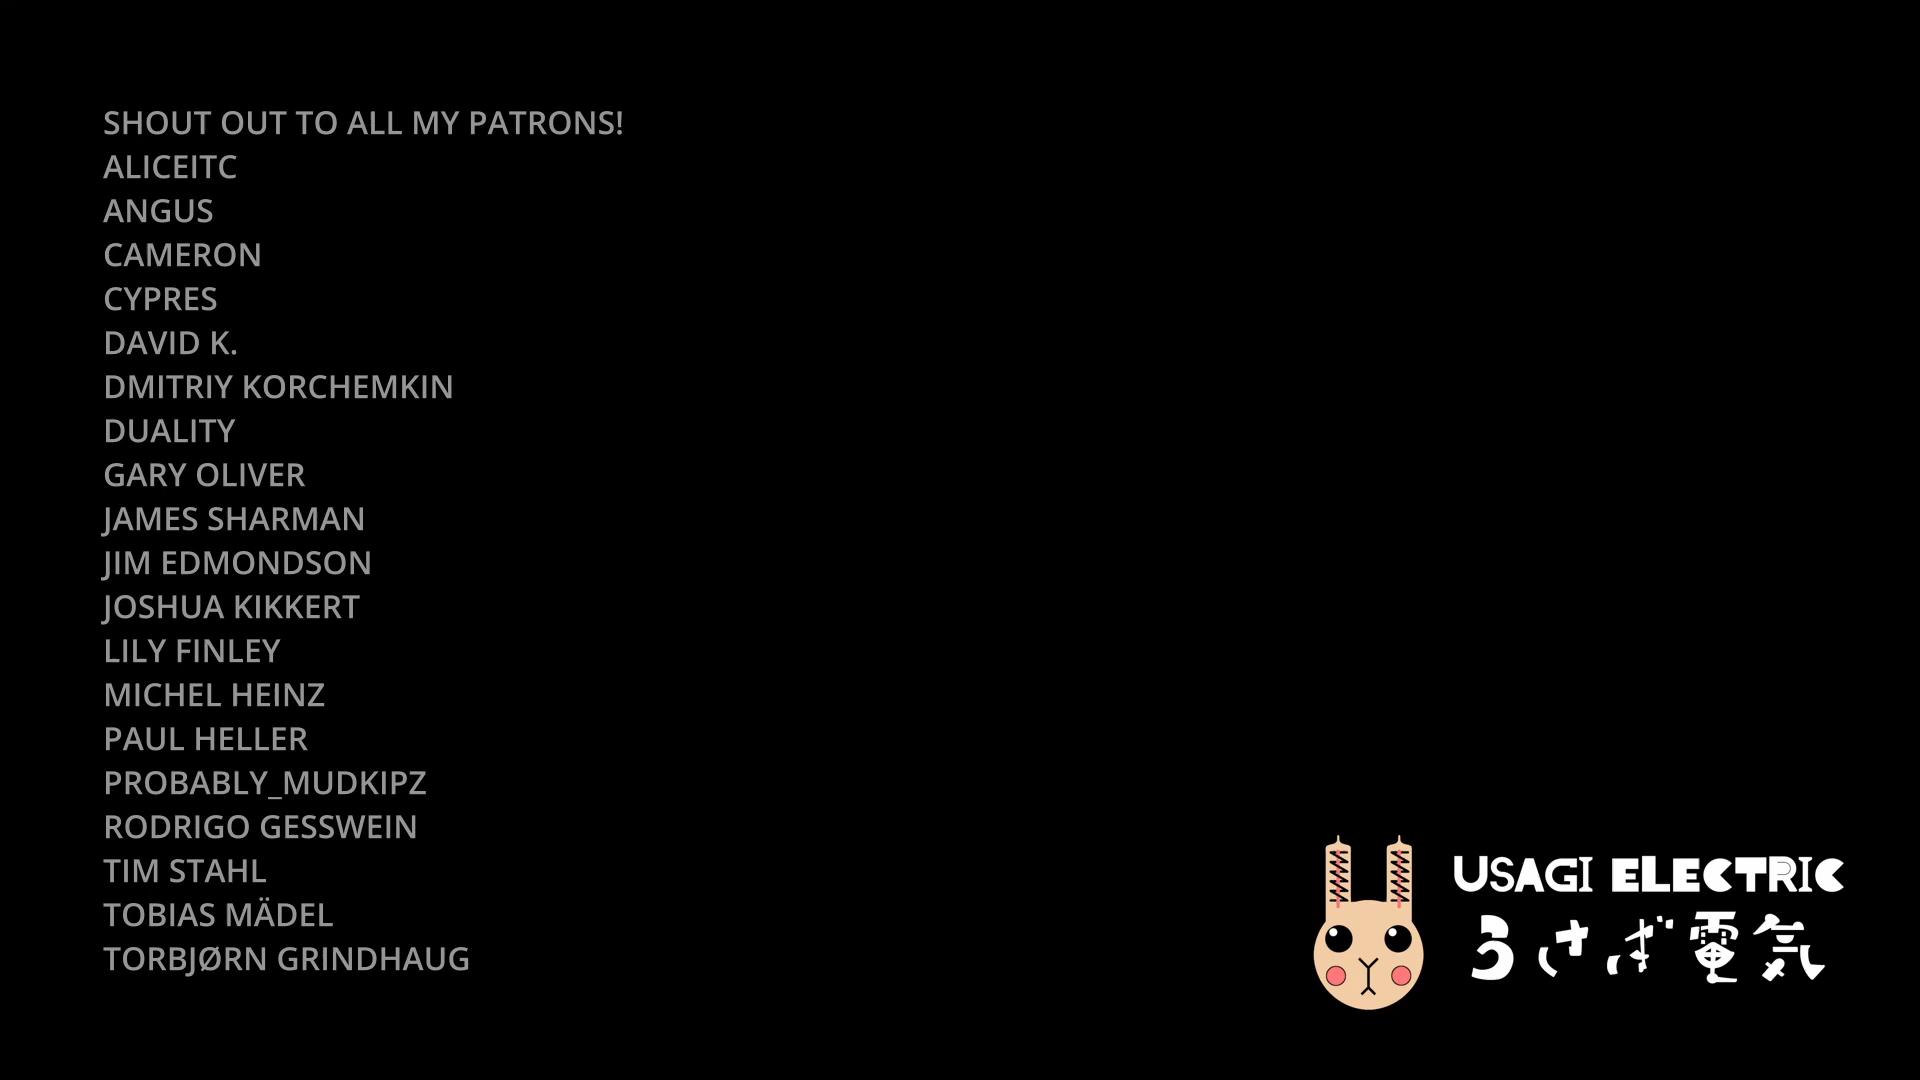 SHOUT OUT TO ALL MY PATRONS!
ALICEITC
ANGUS
CAMERON
CYPRES
DAVID K.
DMITRIY KORCHEMKIN
DUALITY
GARY OLIVER
JAMES SHARMAN
JIM EDMONDSON
JOSHUA KIKKERT
LILY FINLEY
MICHEL HEINZ
PAUL HELLER
PROBABLY_MUDKIPZ
RODRIGO GESSWEIN
TIM STAHL
TOBIAS MÄDEL
TORBJØRN GRINDHAUG
USAGI ELECTRIC
うさぎ電気